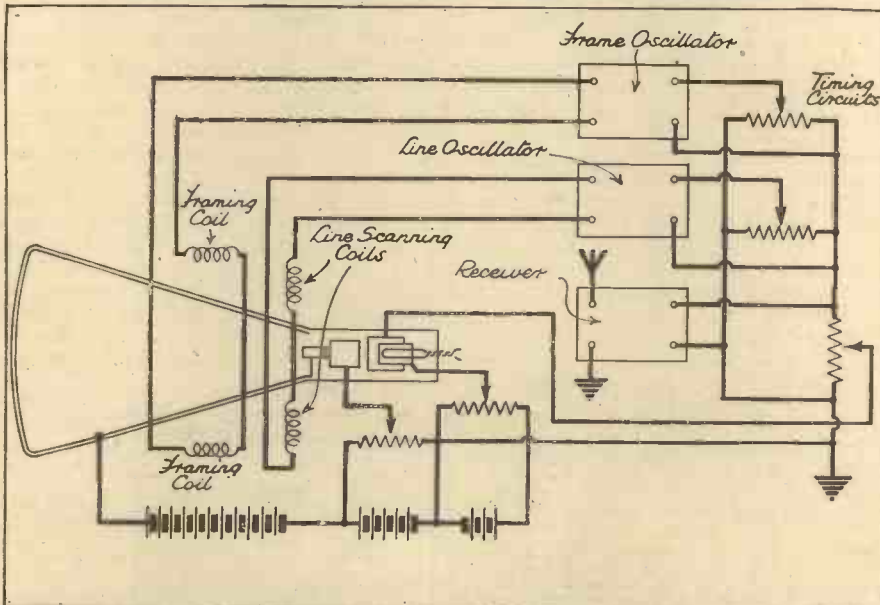 Frame Oscillator
Timing
Circuits
Line Oscillator
Framing
Coil
Line Scanning
Coils
Receiver
Framing
Coil